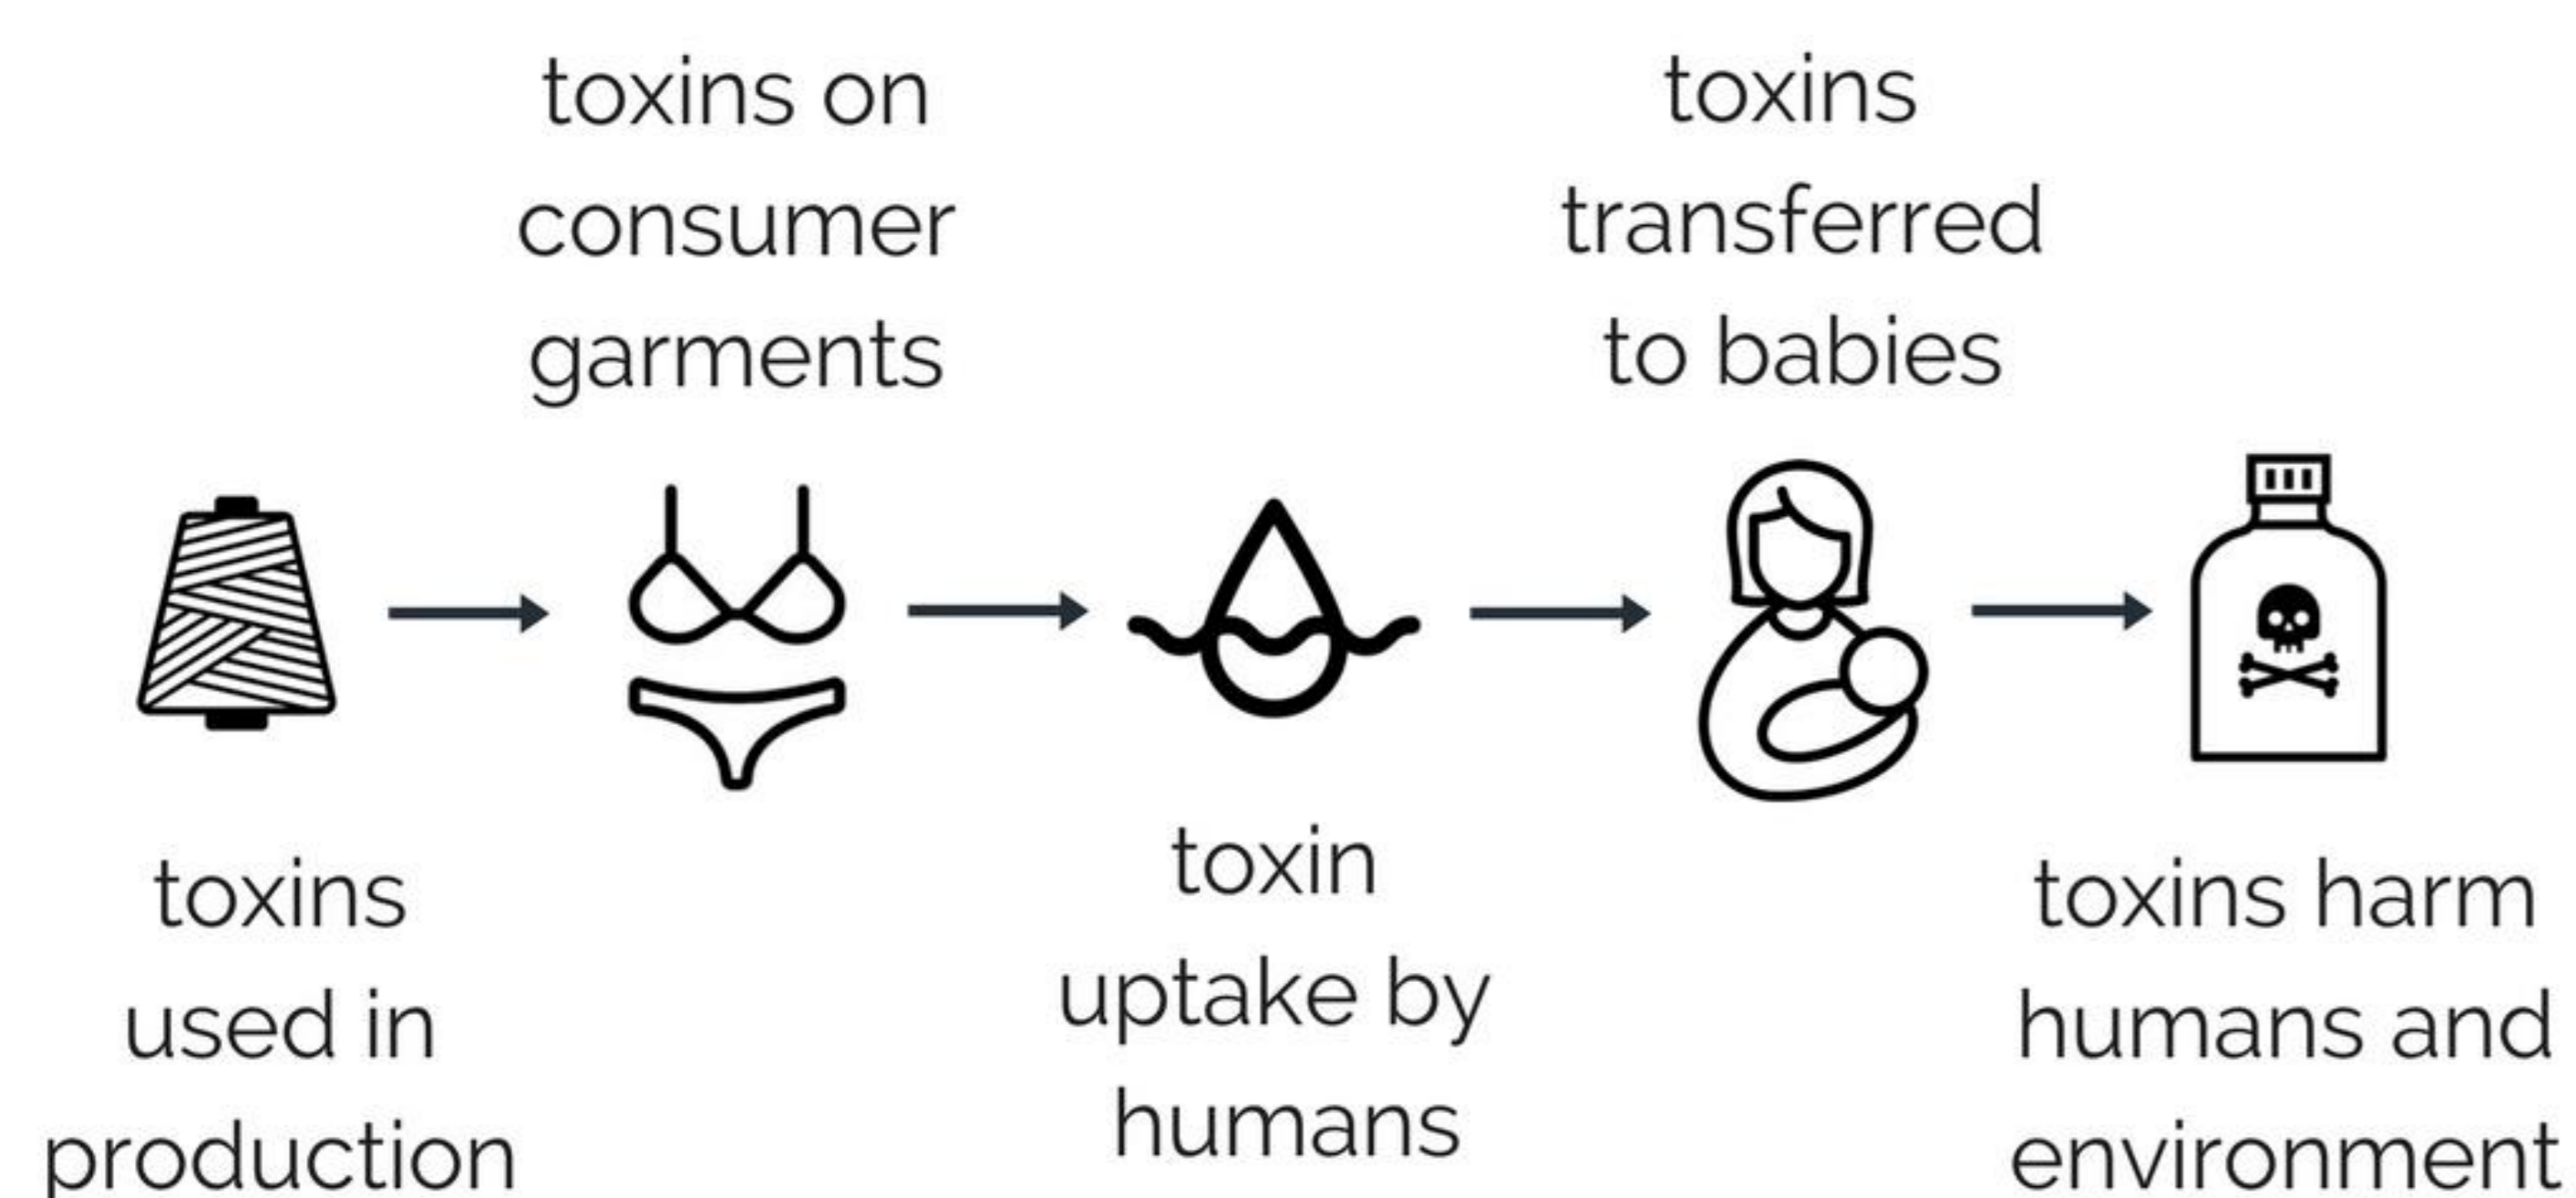 toxins
used in
production
toxins on
consumer
garments
toxin
uptake by
humans
toxins
transferred
to babies
toxins harm
humans and
environment